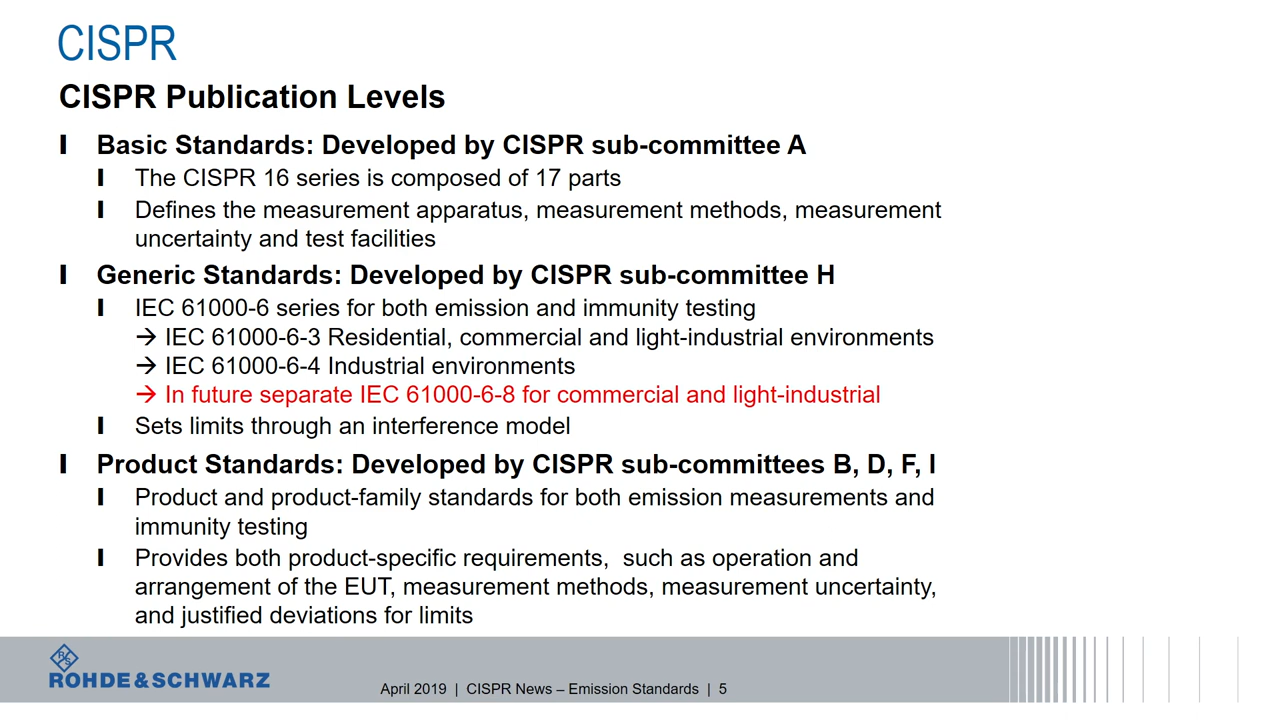 CISPR
CISPR Publication Levels
Basic Standards: Developed by CISPR sub-committee A
The CISPR 16 series is composed of 17 parts
Defines the measurement apparatus, measurement methods, measurement
uncertainty and test facilities
Generic Standards: Developed by CISPR sub-committee H
IEC 61000-6 series for both emission and immunity testing
→ IEC 61000-6-3 Residential, commercial and light-industrial environments
→ IEC 61000-6-4 Industrial environments
→ In future separate IEC 61000-6-8 for commercial and light-industrial
Sets limits through an interference model
Product Standards: Developed by CISPR sub-committees B, D, F, I
Product and product-family standards for both emission measurements and
immunity testing
Provides both product-specific requirements,  such as operation and
arrangement of the EUT, measurement methods, measurement uncertainty,
and justified deviations for limits
RS
ROHDE & SCHWARZ
April 2019 | CISPR News – Emission Standards | 5